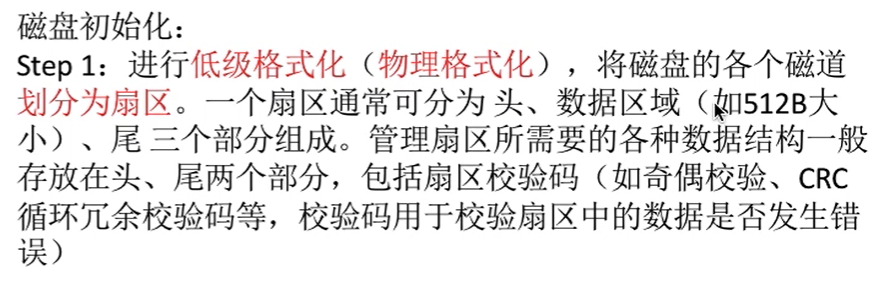 磁盘初始化：
Step 1：进行低级格式化（物理格式化），将磁盘的各个磁道
划分为扇区。一个扇区通常可分为 头、数据区域（如512B大
小）、尾 三个部分组成。管理扇区所需要的各种数据结构一般
存放在头、尾两个部分，包括扇区校验码（如奇偶校验、CRC
循环冗余校验码等，校验码用于校验扇区中的数据是否发生错
误）